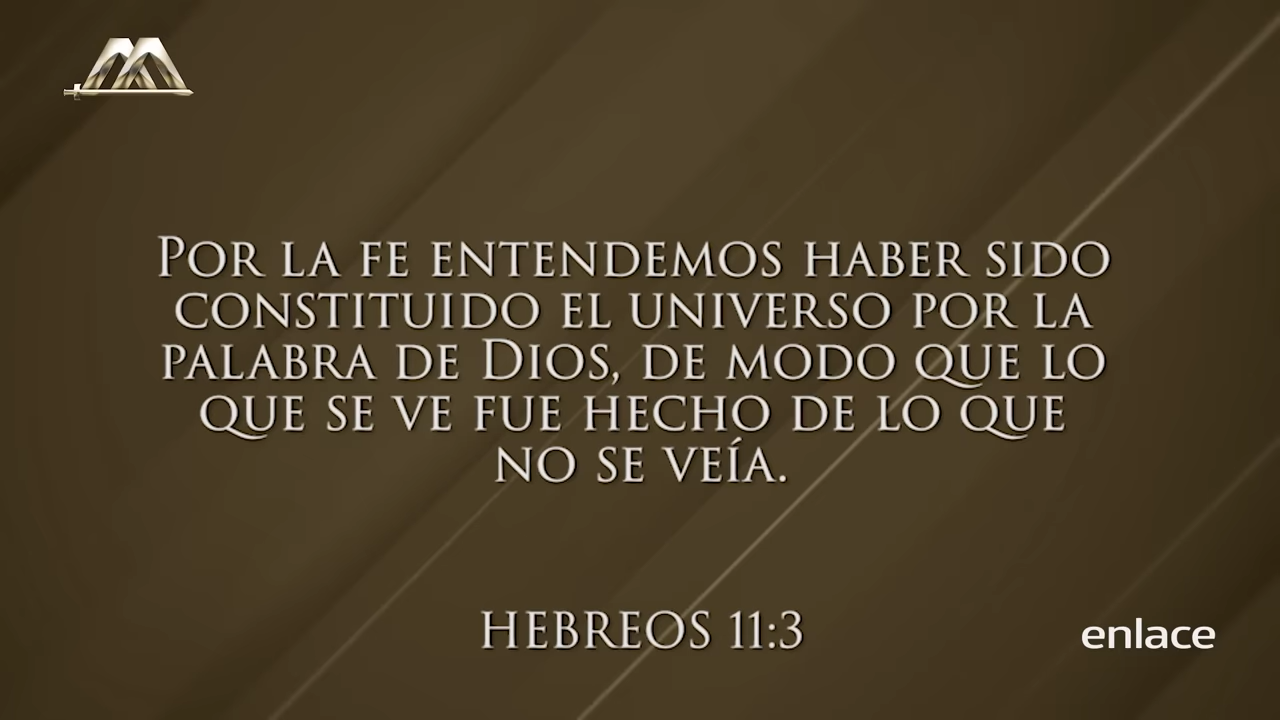 Por la fe entendemos haber sido
constituido el universo por la
palabra de Dios, de modo que lo
que se ve fue hecho de lo que
no se veía.
HEBREOS 11:3
enlace